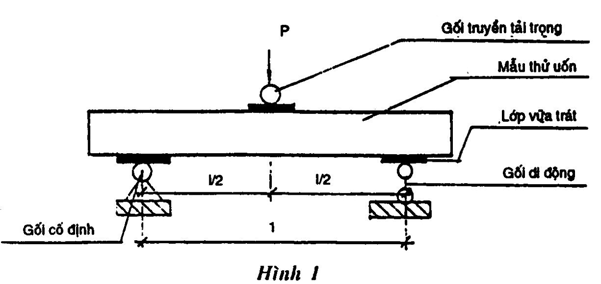 Gối truyền tải trọng
P
Mẫu thử uốn
Lớp vữa trát
Gối di động
l/2
l/2
Gối cố định
1
Hình 1